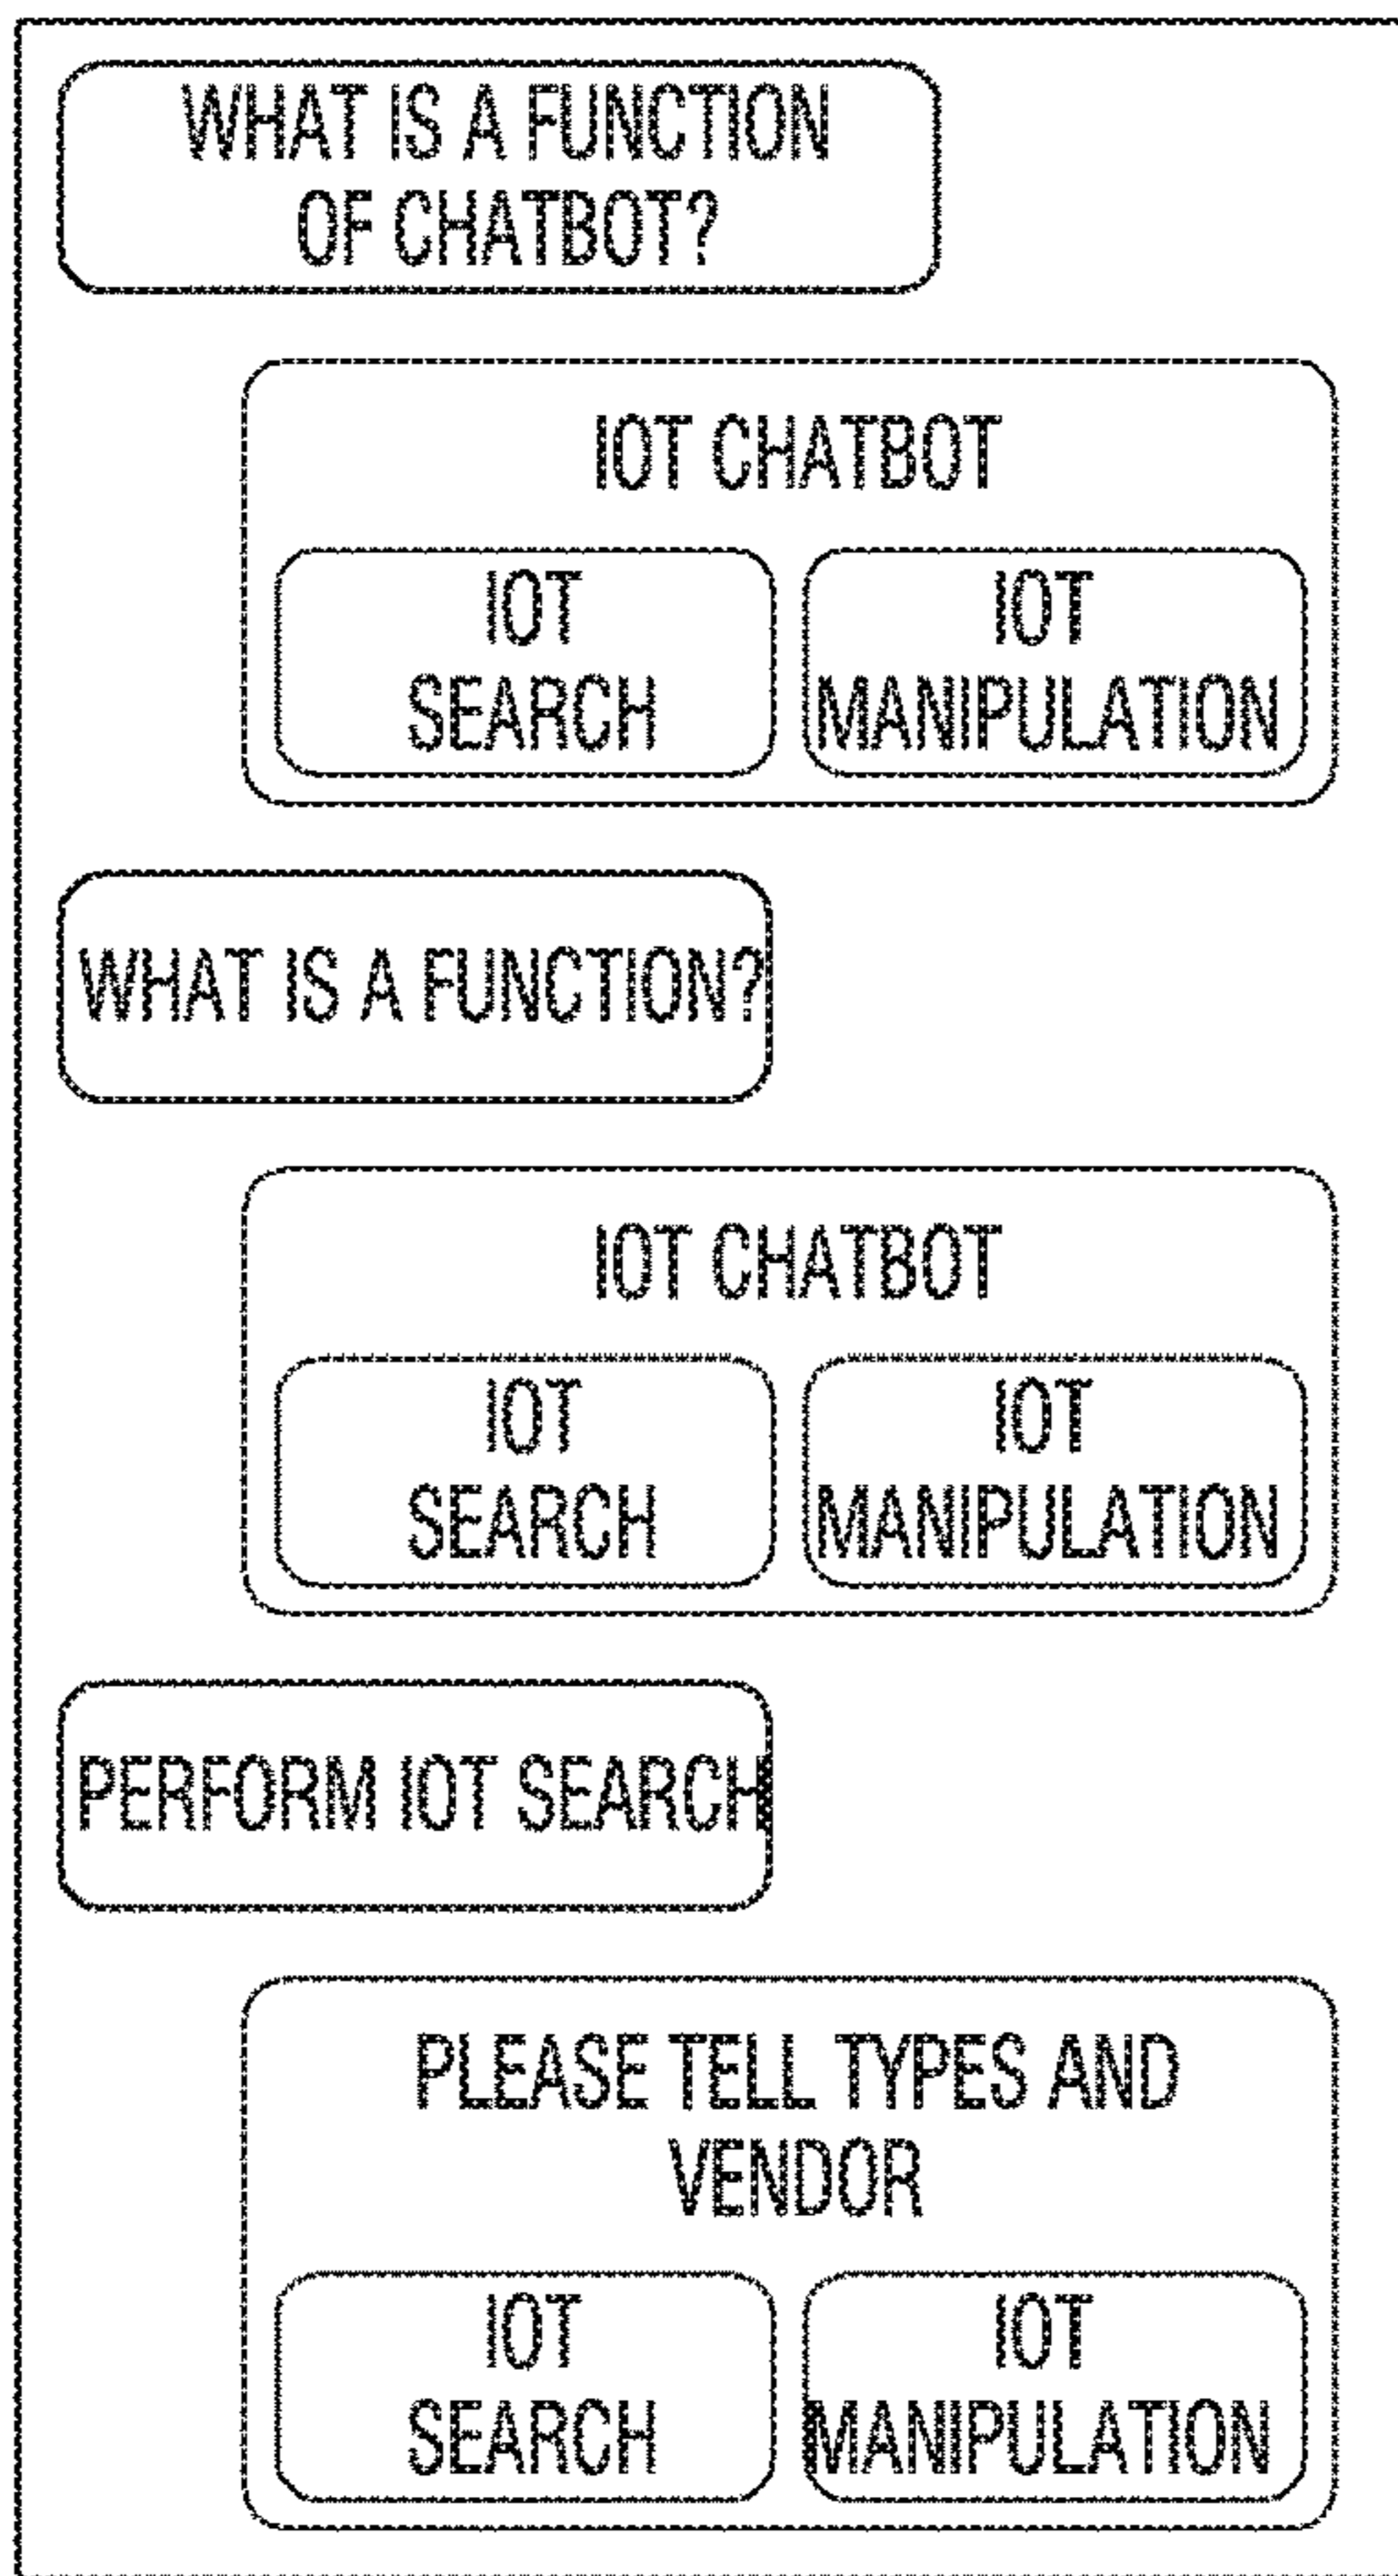 WHAT IS A FUNCTION
OF CHATBOT?
IOT CHATBOT
IOT
SEARCH
IOT
MANIPULATION
WHAT IS A FUNCTION?
IOT CHATBOT
IOT
SEARCH
IOT
MANIPULATION
PERFORM IOT SEARCH
PLEASE TELL TYPES AND
VENDOR
IOT
SEARCH
IOT
MANIPULATION